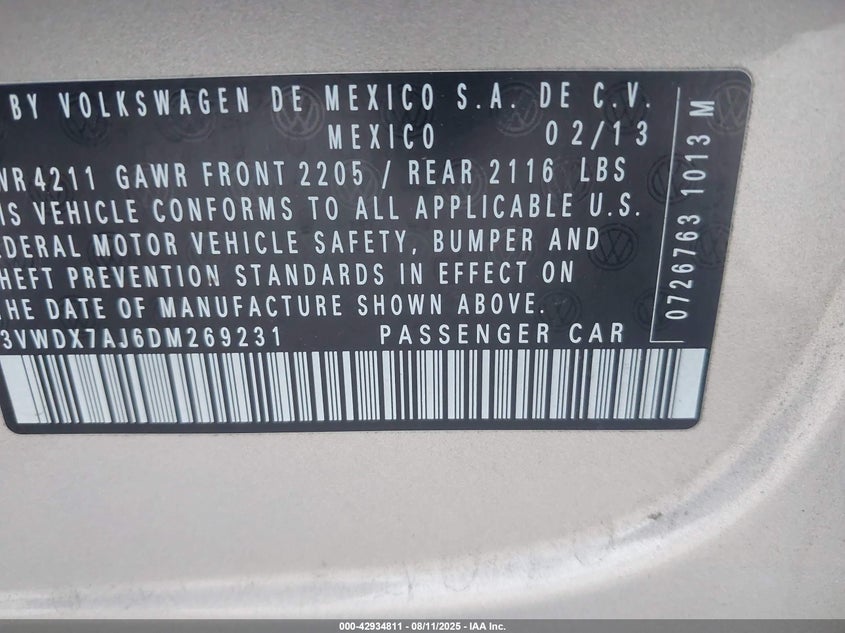 BY VOLKSWAGEN DE MEXICO S.A. DE C.V.
MEXICO 02/13
WR4211 GAWR FRONT 2205 / REAR 2116 LBS
IS VEHICLE CONFORMS TO ALL APPLICABLE U.S.
EDERAL MOTOR VEHICLE SAFETY, BUMPER AND
HEFT PREVENTION STANDARDS IN EFFECT ON
THE DATE OF MANUFACTURE SHOWN ABOVE.
3VWDX7AJ6DM269231 PASSENGER CAR
0726763 1013 M
000-42934811 - 08/11/2025 - IAA Inc.